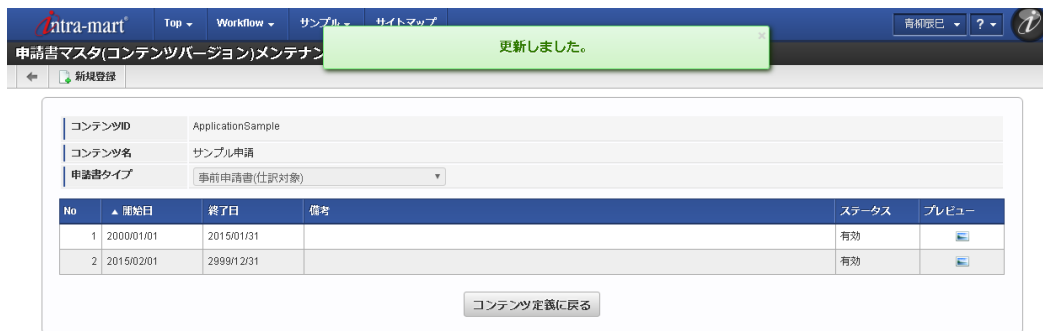 intra-mart Top Workflow サンプル サイトマップ 青柳辰巳 ?
更新しました。 ×
申請書マスタ(コンテンツバージョン)メンテナン
新規登録
コンテンツID ApplicationSample
コンテンツ名 サンプル申請
申請書タイプ 事前申請書(仕訳対象)
No ▲ 開始日 終了日 備考 ステータス プレビュー
1 2000/01/01 2015/01/31 有効
2 2015/02/01 2999/12/31 有効
コンテンツ定義に戻る